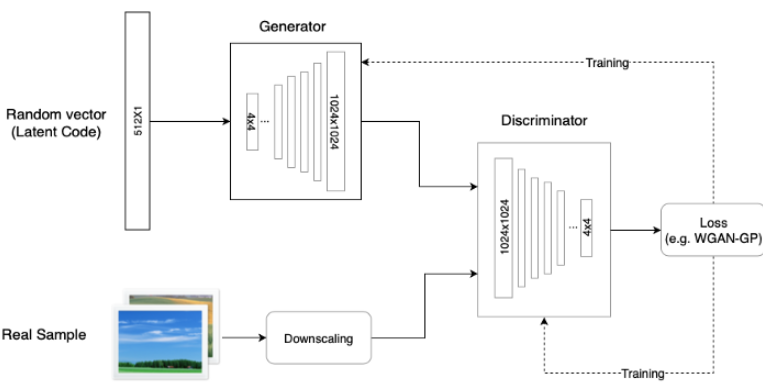 Generator
Training
Random vector
(Latent Code)
512X1
4x4
...
1024x1024
Discriminator
1024x1024
...
4x4
Loss
(e.g. WGAN-GP)
Real Sample
Downscaling
Training